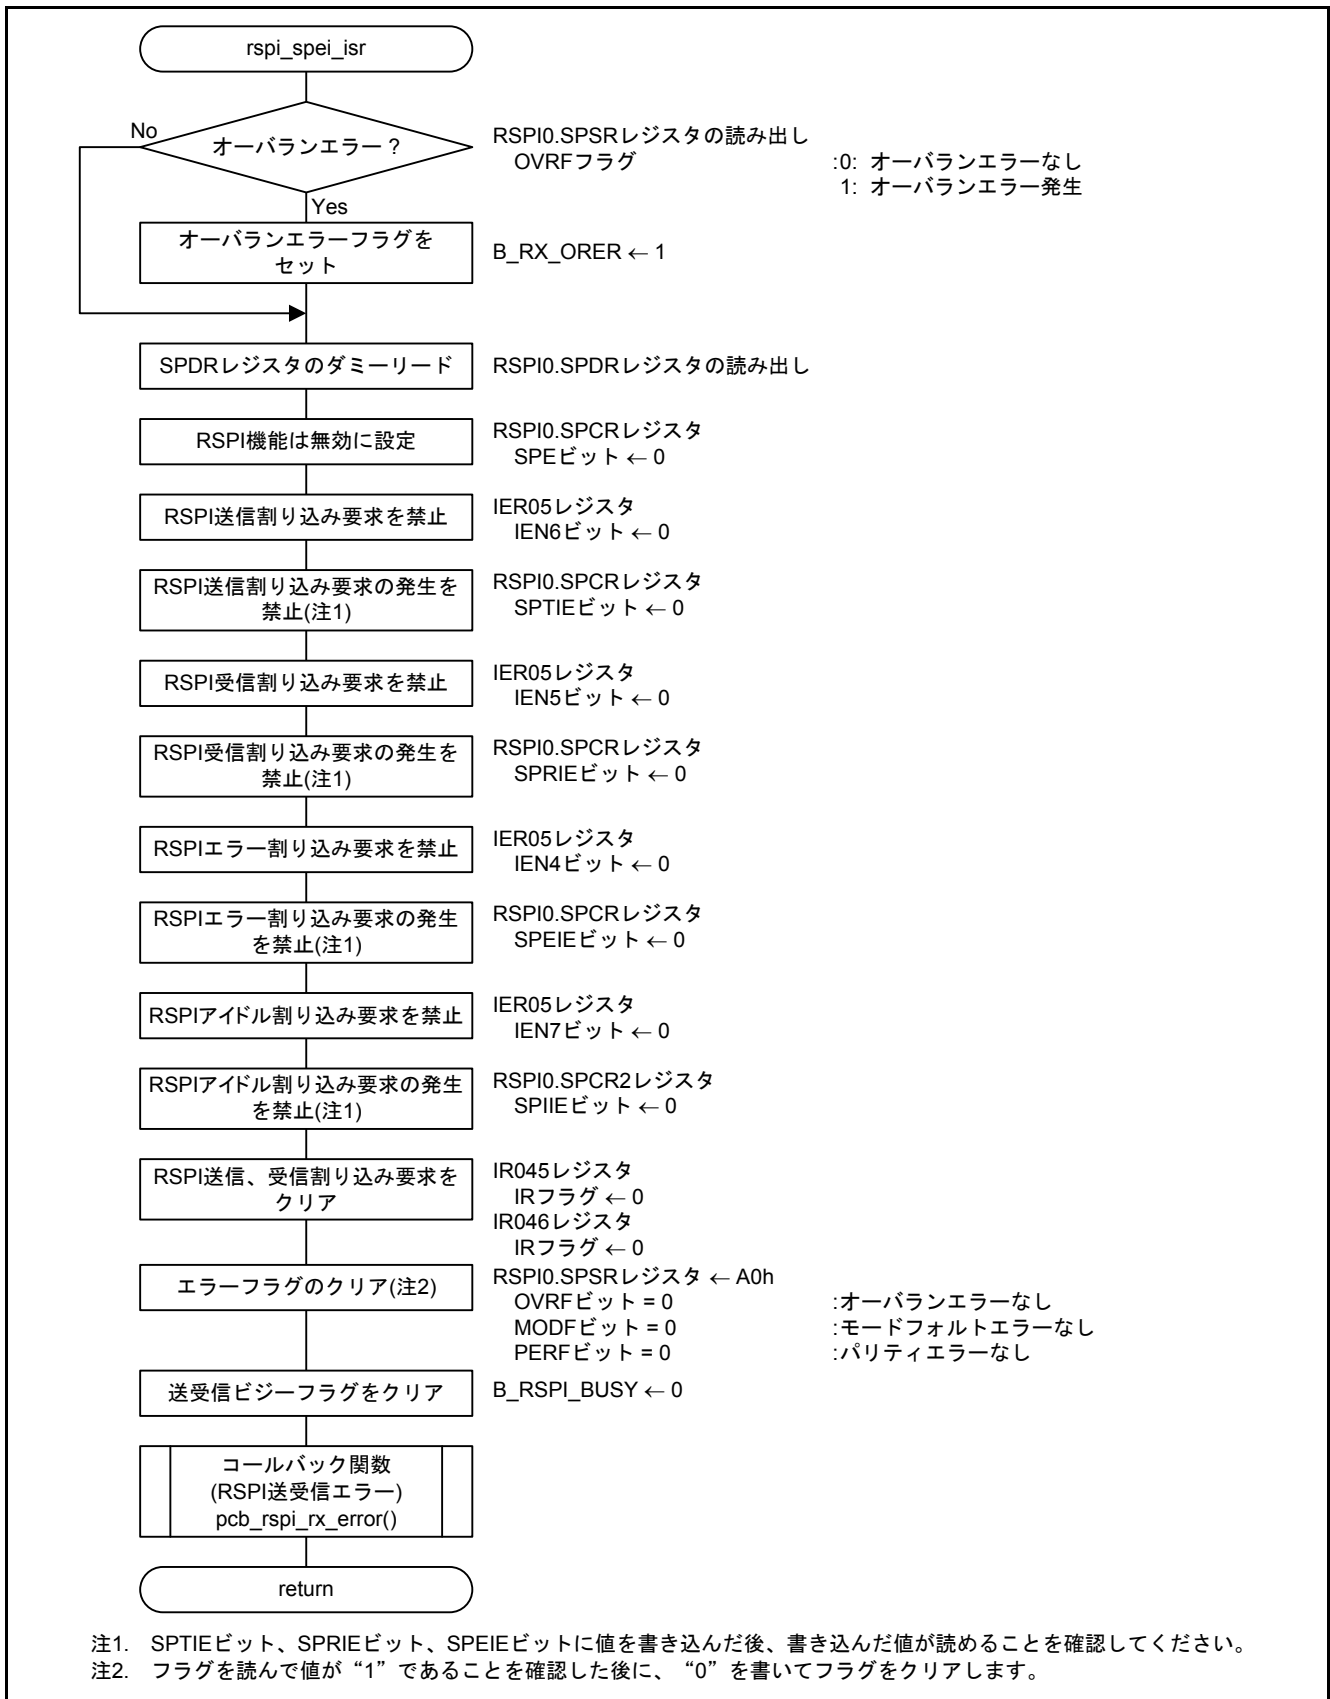 rspi_spei_isr
No
オーバランエラー？
RSPI0.SPSRレジスタの読み出し
OVRFフラグ :0: オーバランエラーなし
1: オーバランエラー発生
Yes
オーバランエラーフラグを
セット
B_RX_ORER ← 1
SPDRレジスタのダミーリード
RSPI0.SPDRレジスタの読み出し
RSPI機能は無効に設定
RSPI0.SPCRレジスタ
SPEビット ← 0
RSPI送信割り込み要求を禁止
IER05レジスタ
IEN6ビット ← 0
RSPI送信割り込み要求の発生を
禁止(注1)
RSPI0.SPCRレジスタ
SPTIEビット ← 0
RSPI受信割り込み要求を禁止
IER05レジスタ
IEN5ビット ← 0
RSPI受信割り込み要求の発生を
禁止(注1)
RSPI0.SPCRレジスタ
SPRIEビット ← 0
RSPIエラー割り込み要求を禁止
IER05レジスタ
IEN4ビット ← 0
RSPIエラー割り込み要求の発生
を禁止(注1)
RSPI0.SPCRレジスタ
SPEIEビット ← 0
RSPIアイドル割り込み要求を禁止
IER05レジスタ
IEN7ビット ← 0
RSPIアイドル割り込み要求の発生
を禁止(注1)
RSPI0.SPCR2レジスタ
SPIIEビット ← 0
RSPI送信、受信割り込み要求を
クリア
IR045レジスタ
IRフラグ ← 0
IR046レジスタ
IRフラグ ← 0
エラーフラグのクリア(注2)
RSPI0.SPSRレジスタ ← A0h
OVRFビット = 0 :オーバランエラーなし
MODFビット = 0 :モードフォルトエラーなし
PERFビット = 0 :パリティエラーなし
送受信ビジーフラグをクリア
B_RSPI_BUSY ← 0
コールバック関数
(RSPI送受信エラー)
pcb_rspi_rx_error()
return
注1. SPTIEビット、SPRIEビット、SPEIEビットに値を書き込んだ後、書き込んだ値が読めることを確認してください。
注2. フラグを読んで値が“1”であることを確認した後に、“0”を書いてフラグをクリアします。